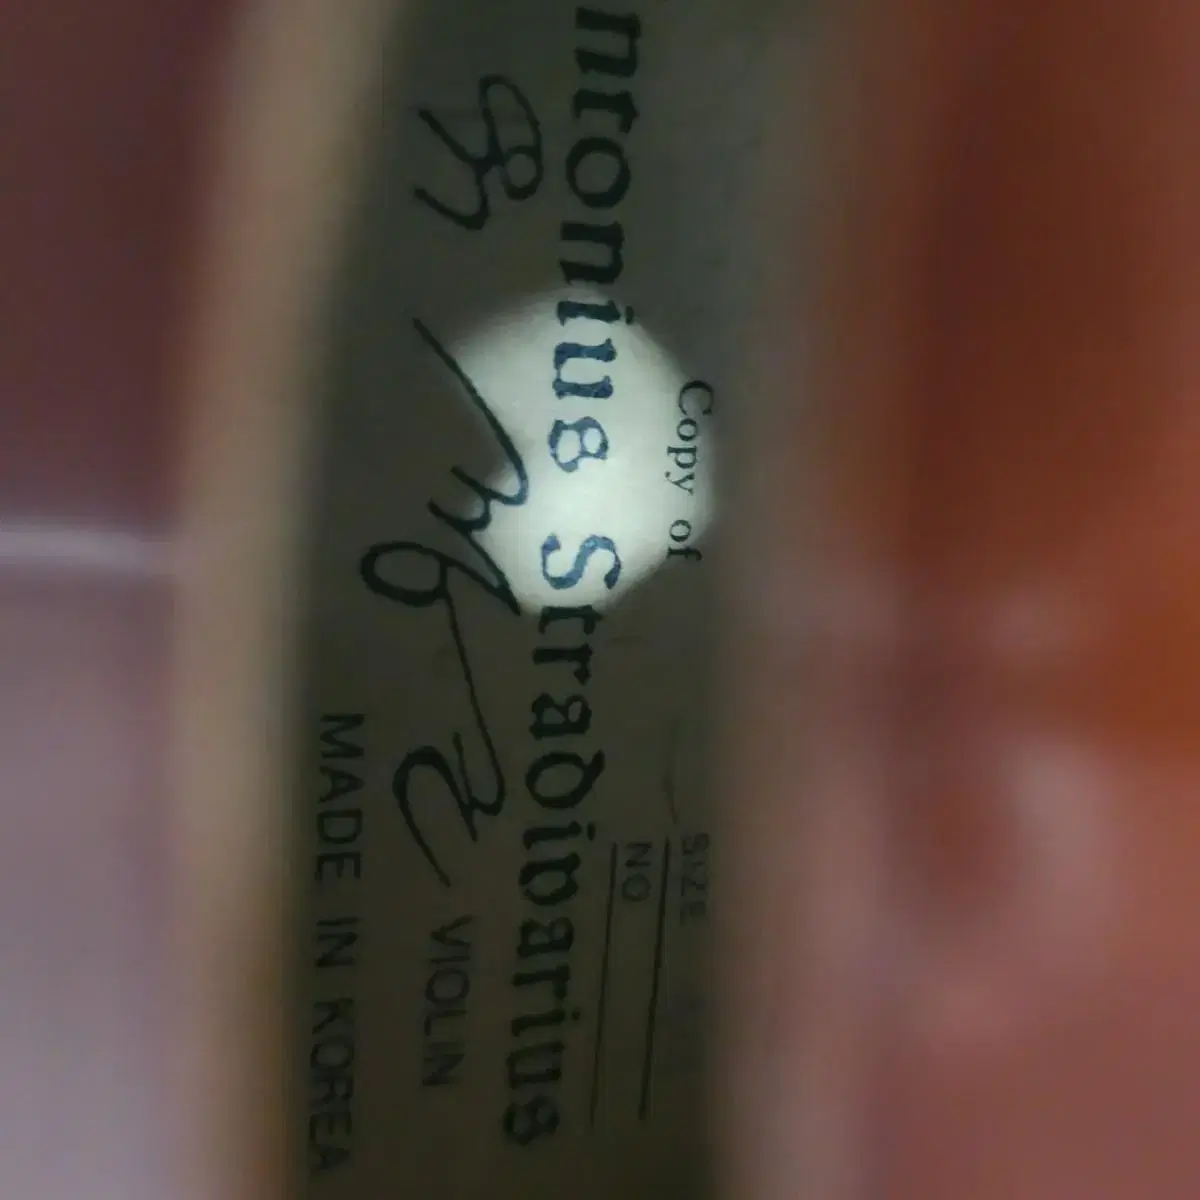 Copy of
SIZE
NO
ntonius Stradivarius
VIOLIN
MADE IN KOREA